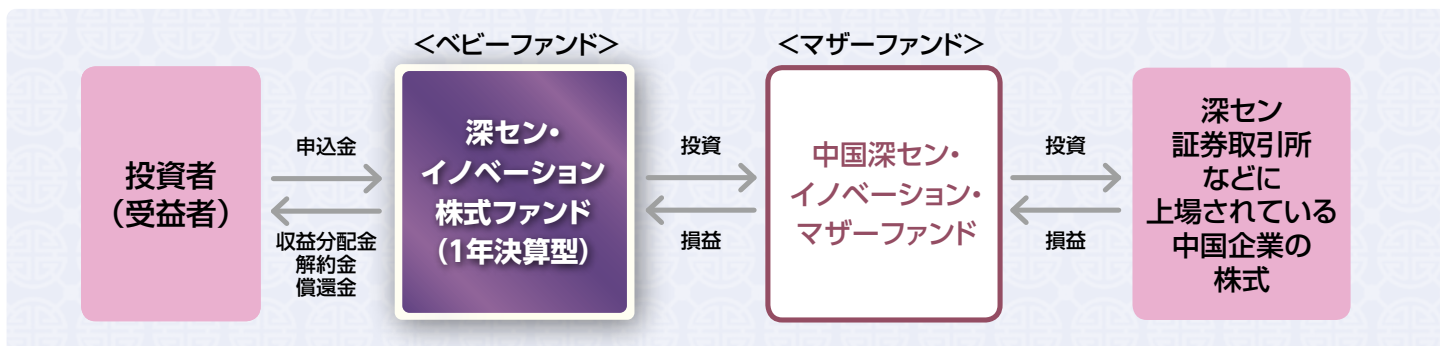 <ベビーファンド>
<マザーファンド>
投資者
（受益者）
申込金
収益分配金
解約金
償還金
深セン・
イノベーション
株式ファンド
（1年決算型）
投資
損益
中国深セン・
イノベーション・
マザーファンド
投資
損益
深セン
証券取引所
などに
上場されている
中国企業の
株式